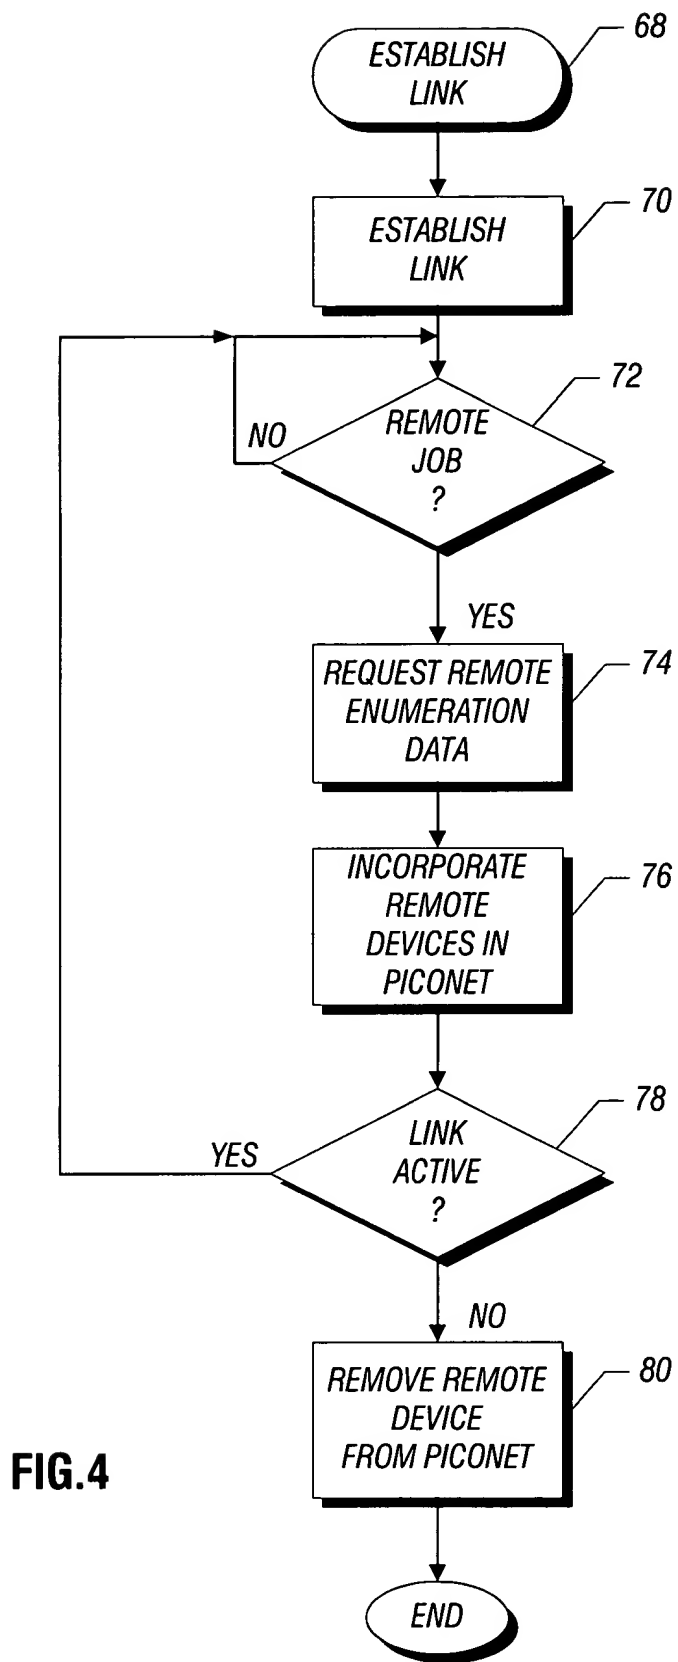 ESTABLISH
LINK
68
ESTABLISH
LINK
70
REMOTE
JOB
?
72
NO
YES
REQUEST REMOTE
ENUMERATION
DATA
74
INCORPORATE
REMOTE
DEVICES IN
PICONET
76
LINK
ACTIVE
?
78
YES
NO
REMOVE REMOTE
DEVICE
FROM PICONET
80
FIG.4
END